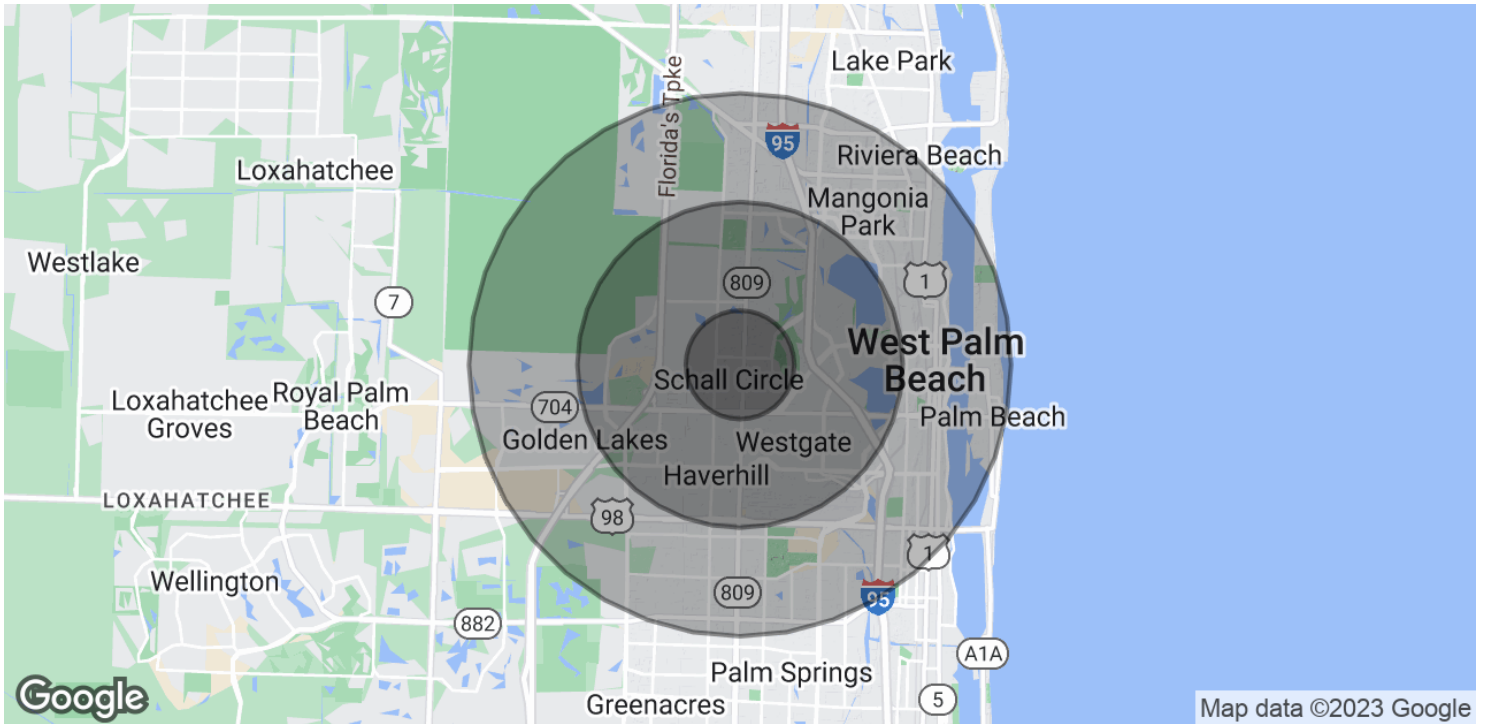 Lake Park
Florida's Tpke
95
Riviera Beach
Loxahatchee
Mangonia
Park
Westlake
809
1
7
West Palm
Beach
Schall Circle
Royal Palm
Beach
Loxahatchee
Groves
704
Palm Beach
Golden Lakes
Westgate
Haverhill
LOXAHATCHEE
98
1
Wellington
809
95
882
A1A
Palm Springs
Greenacres
5
Google
Map data ©2023 Google